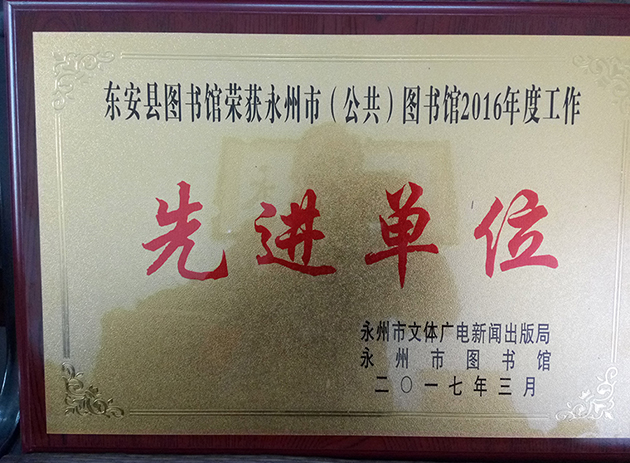 东安县图书馆荣获永州市（公共）图书馆2016年度工作
先进单位
永州市文体广电新闻出版局
永州市图书馆
二〇一七年三月